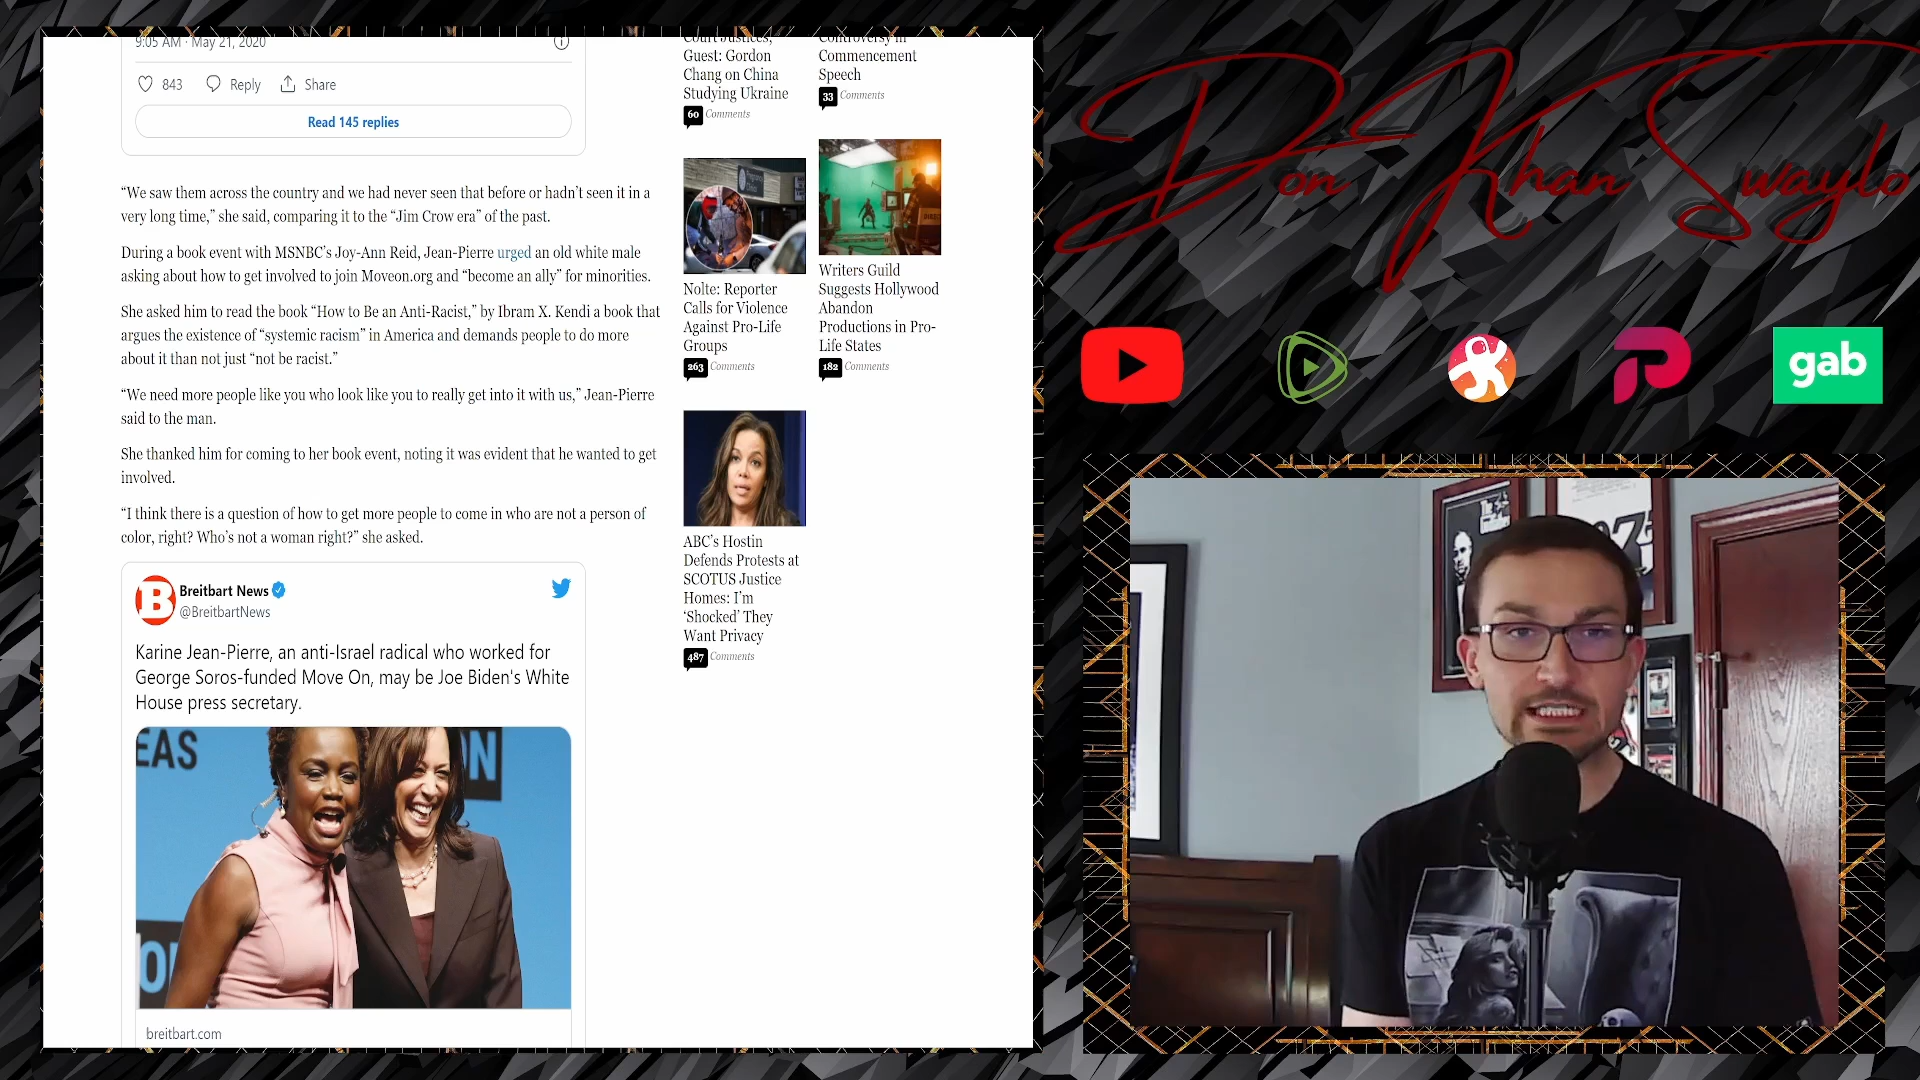 9:05 AM · May 21, 2020
843 Reply Share
Read 145 replies
“We saw them across the country and we had never seen that before or hadn’t seen it in a
very long time,” she said, comparing it to the “Jim Crow era” of the past.
During a book event with MSNBC’s Joy-Ann Reid, Jean-Pierre urged an old white male
asking about how to get involved to join Moveon.org and “become an ally” for minorities.
She asked him to read the book “How to Be an Anti-Racist,” by Ibram X. Kendi a book that
argues the existence of “systemic racism” in America and demands people to do more
about it than not just “not be racist.”
“We need more people like you who look like you to really get into it with us,” Jean-Pierre
said to the man.
She thanked him for coming to her book event, noting it was evident that he wanted to get
involved.
“I think there is a question of how to get more people to come in who are not a person of
color, right? Who’s not a woman right?” she asked.
Breitbart News
@BreitbartNews
Karine Jean-Pierre, an anti-Israel radical who worked for
George Soros-funded Move On, may be Joe Biden's White
House press secretary.
EAS
ON
breitbart.com
Court Justices,
Guest: Gordon
Chang on China
Studying Ukraine
60 Comments
Nolte: Reporter
Calls for Violence
Against Pro-Life
Groups
263 Comments
ABC’s Hostin
Defends Protests at
SCOTUS Justice
Homes: I’m
‘Shocked’ They
Want Privacy
487 Comments
Controversy in
Commencement
Speech
33 Comments
Writers Guild
Suggests Hollywood
Abandon
Productions in Pro-
Life States
182 Comments
Don Khan Swaylo
gab